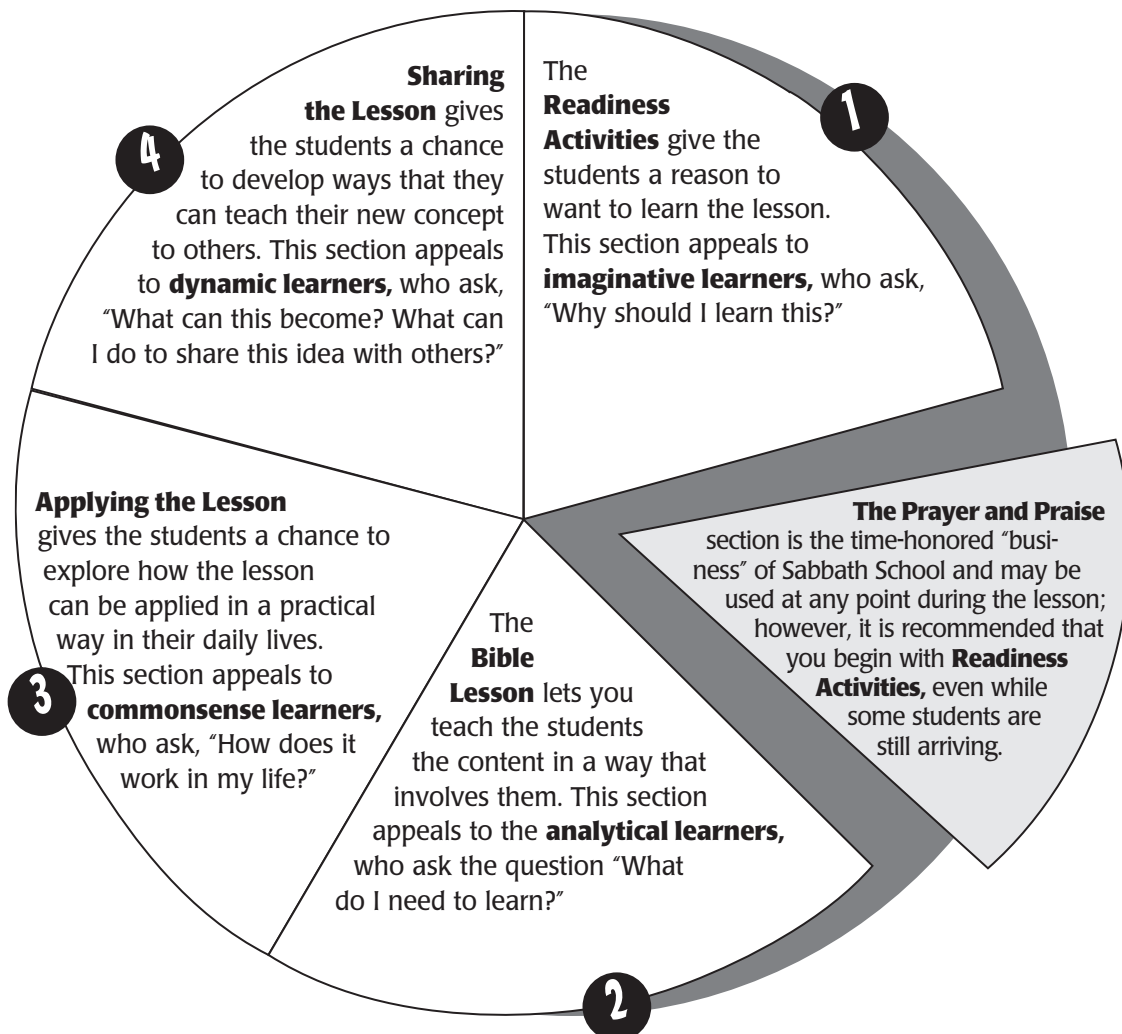 1
The
Readiness
Activities give the
students a reason to
want to learn the lesson.
This section appeals to
imaginative learners, who ask,
"Why should I learn this?"
The Prayer and Praise
section is the time-honored "busi-
ness" of Sabbath School and may be
used at any point during the lesson;
however, it is recommended that
you begin with Readiness
Activities, even while
some students are
still arriving.
2
The
Bible
Lesson lets you
teach the students
the content in a way that
involves them. This section
appeals to the analytical learners,
who ask the question "What
do I need to learn?"
3
Applying the Lesson
gives the students a chance to
explore how the lesson
can be applied in a practical
way in their daily lives.
This section appeals to
commonsense learners,
who ask, "How does it
work in my life?"
4
Sharing
the Lesson gives
the students a chance
to develop ways that they
can teach their new concept
to others. This section appeals
to dynamic learners, who ask,
"What can this become? What can
I do to share this idea with others?"